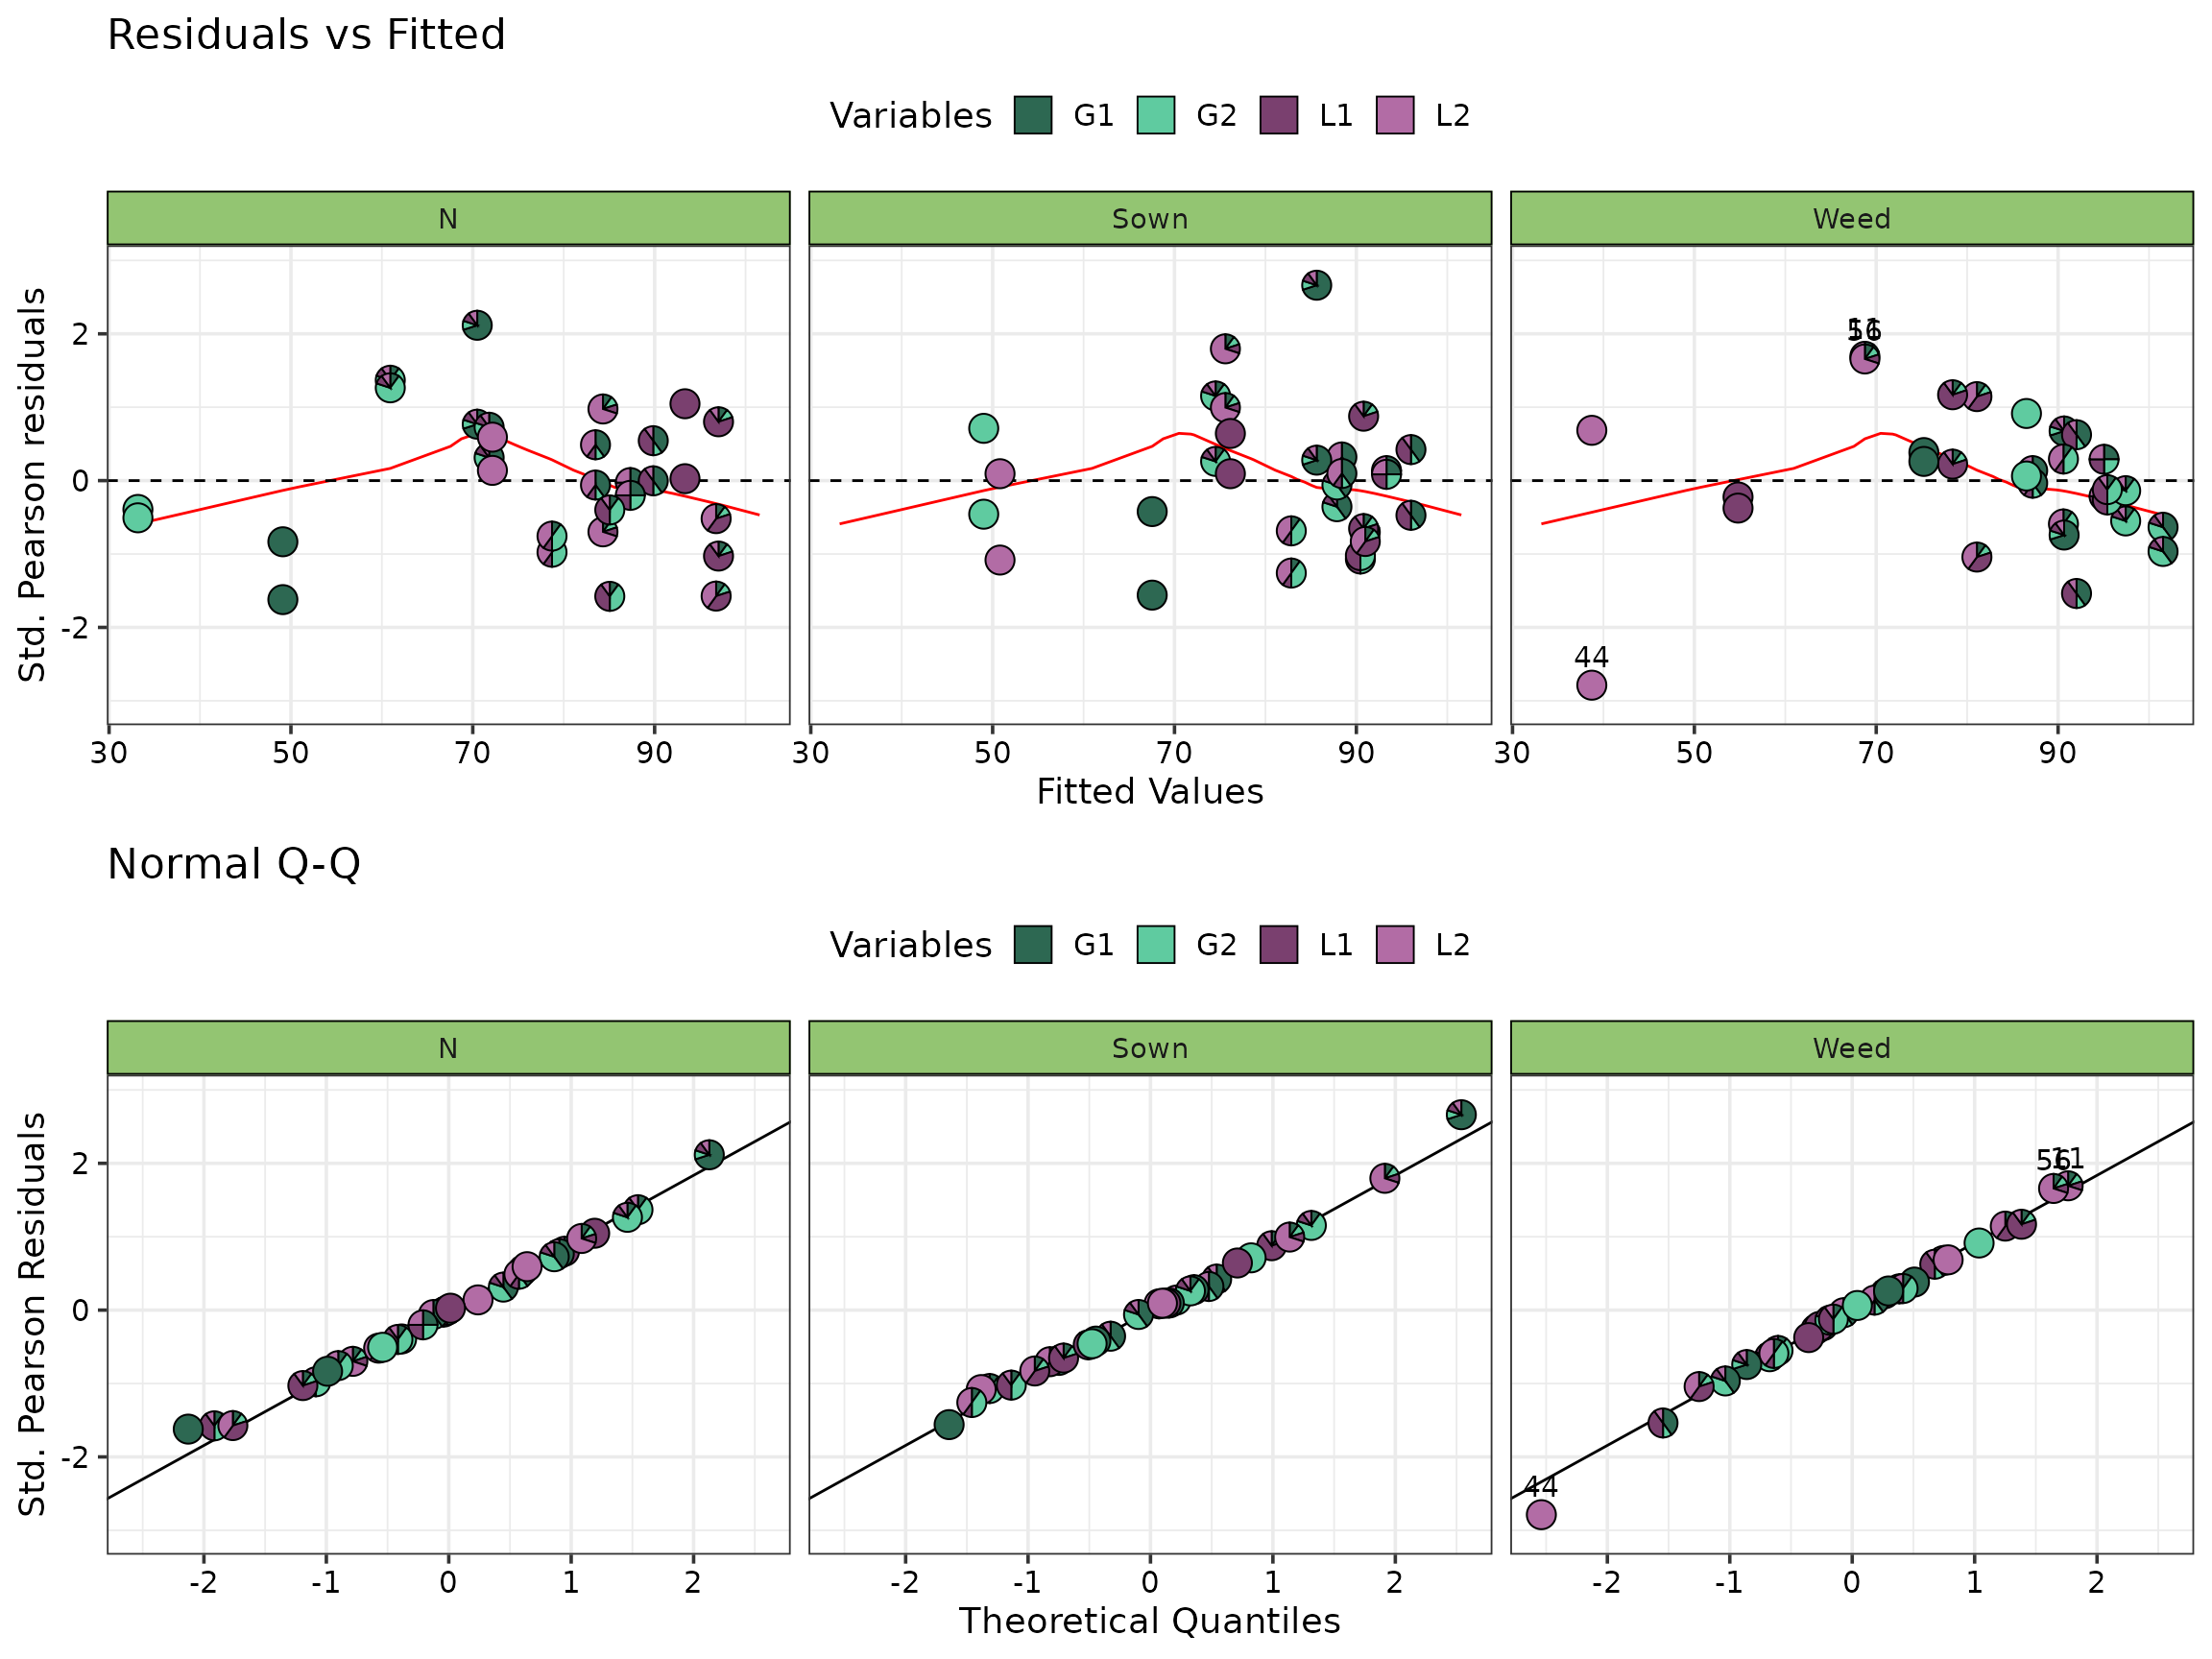 Residuals vs Fitted
Variables G1 G2 L1 L2
N Sown Weed
Std. Pearson residuals
2
0
-2
44
30 50 70 90 30 50 70 90 30 50 70 90
Fitted Values
Normal Q-Q
Variables G1 G2 L1 L2
N Sown Weed
Std. Pearson Residuals
2
0
-2
56 11
44
-2 -1 0 1 2 -2 -1 0 1 2 -2 -1 0 1 2
Theoretical Quantiles